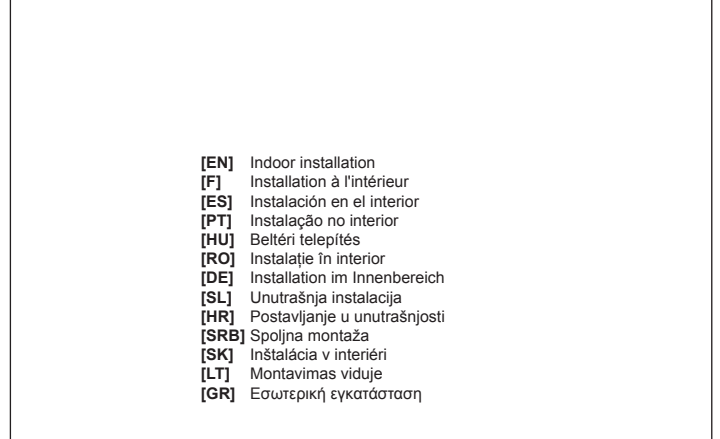 [EN] Indoor installation
[F] Installation à l'intérieur
[ES] Instalación en el interior
[PT] Instalação no interior
[HU] Beltéri telepítés
[RO] Instalație în interior
[DE] Installation im Innenbereich
[SL] Unutrašnja instalacija
[HR] Postavljanje u unutrašnjosti
[SRB] Spoljna montaža
[SK] Inštalácia v interiéri
[LT] Montavimas viduje
[GR] Εσωτερική εγκατάσταση